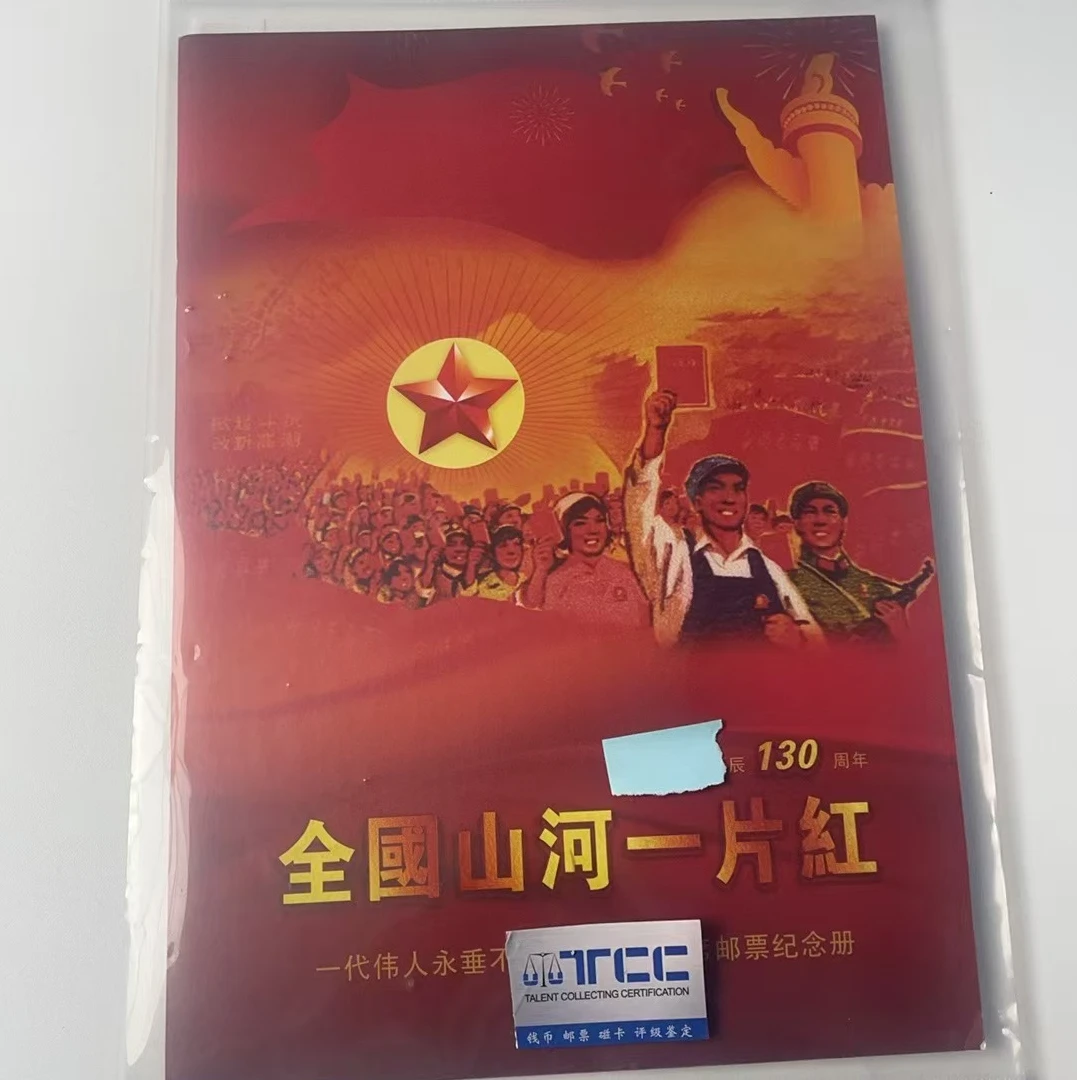 辰 130 周年
全國山河一片紅
一代伟人永垂不
邮票纪念册
TCC
TALENT COLLECTING CERTIFICATION
钱币 邮票 磁卡 评级鉴定